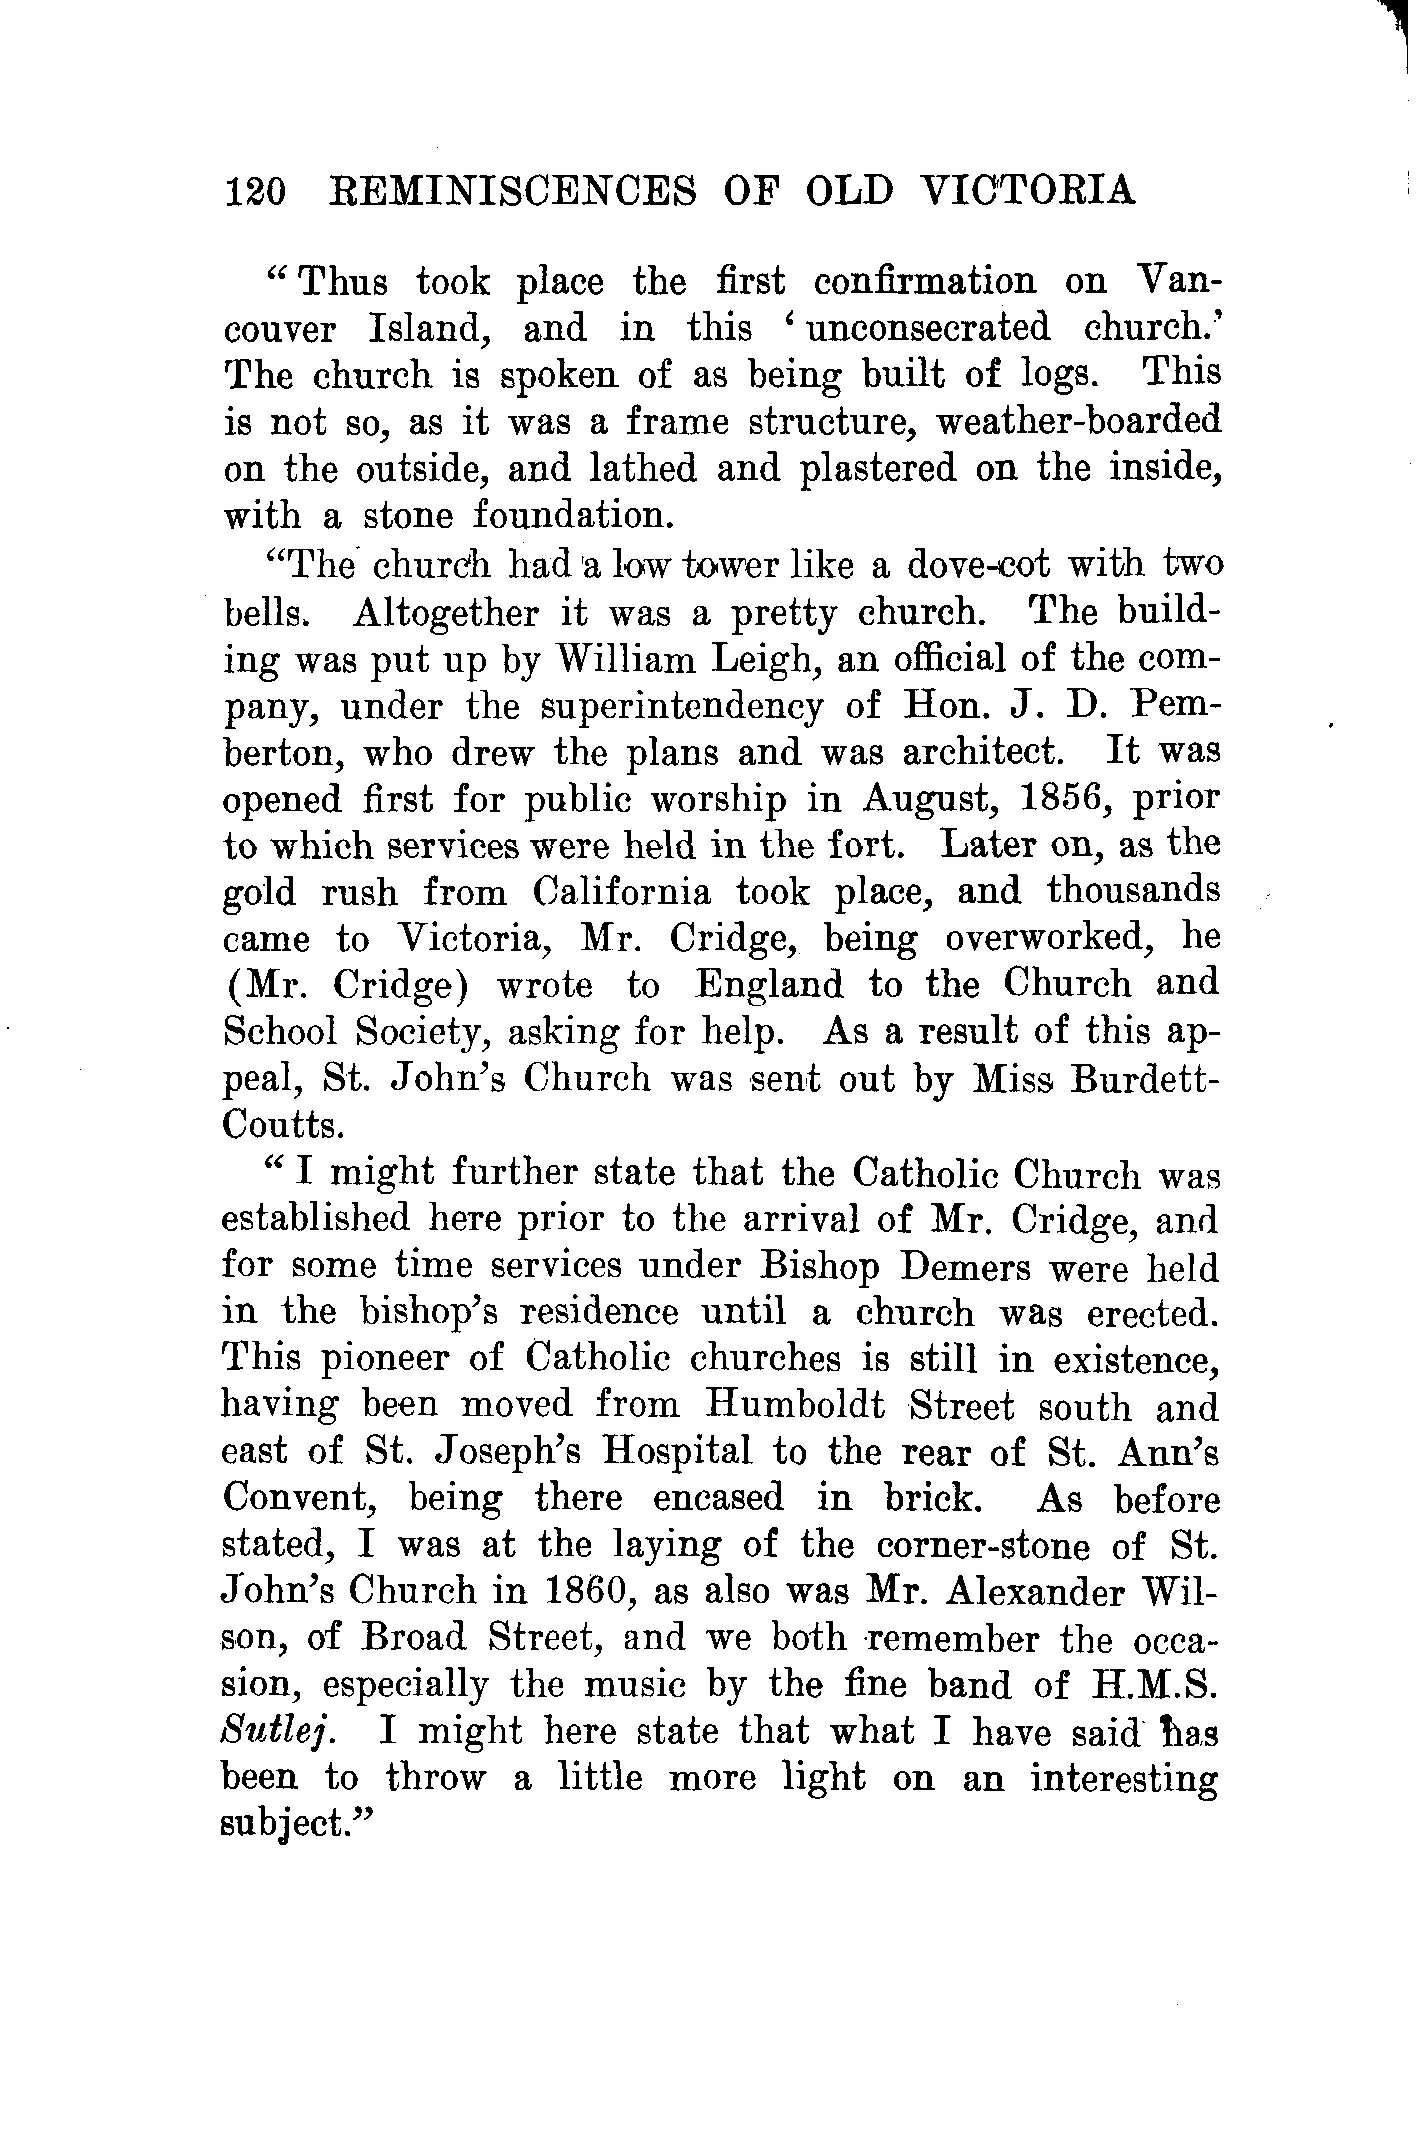 120 REMINISCENCES OF OLD VICTORIA
“Thus took place the first confirmation on Van-
couver Island, and in this ‘unconsecrated church.’
The church is spoken of as being built of logs. This
is not so, as it was a frame structure, weather-boarded
on the outside, and lathed and plastered on the inside,
with a stone foundation.
“The church had a low tower like a dove-cot with two
bells. Altogether it was a pretty church. The build-
ing was put up by William Leigh, an official of the com-
pany, under the superintendency of Hon. J. D. Pem-
berton, who drew the plans and was architect. It was
opened first for public worship in August, 1856, prior
to which services were held in the fort. Later on, as the
gold rush from California took place, and thousands
came to Victoria, Mr. Cridge, being overworked, he
(Mr. Cridge) wrote to England to the Church and
School Society, asking for help. As a result of this ap-
peal, St. John’s Church was sent out by Miss Burdett-
Coutts.
“I might further state that the Catholic Church was
established here prior to the arrival of Mr. Cridge, and
for some time services under Bishop Demers were held
in the bishop’s residence until a church was erected.
This pioneer of Catholic churches is still in existence,
having been moved from Humboldt Street south and
east of St. Joseph’s Hospital to the rear of St. Ann’s
Convent, being there encased in brick. As before
stated, I was at the laying of the corner-stone of St.
John’s Church in 1860, as also was Mr. Alexander Wil-
son, of Broad Street, and we both remember the occa-
sion, especially the music by the fine band of H.M.S.
Sutlej. I might here state that what I have said has
been to throw a little more light on an interesting
subject.”